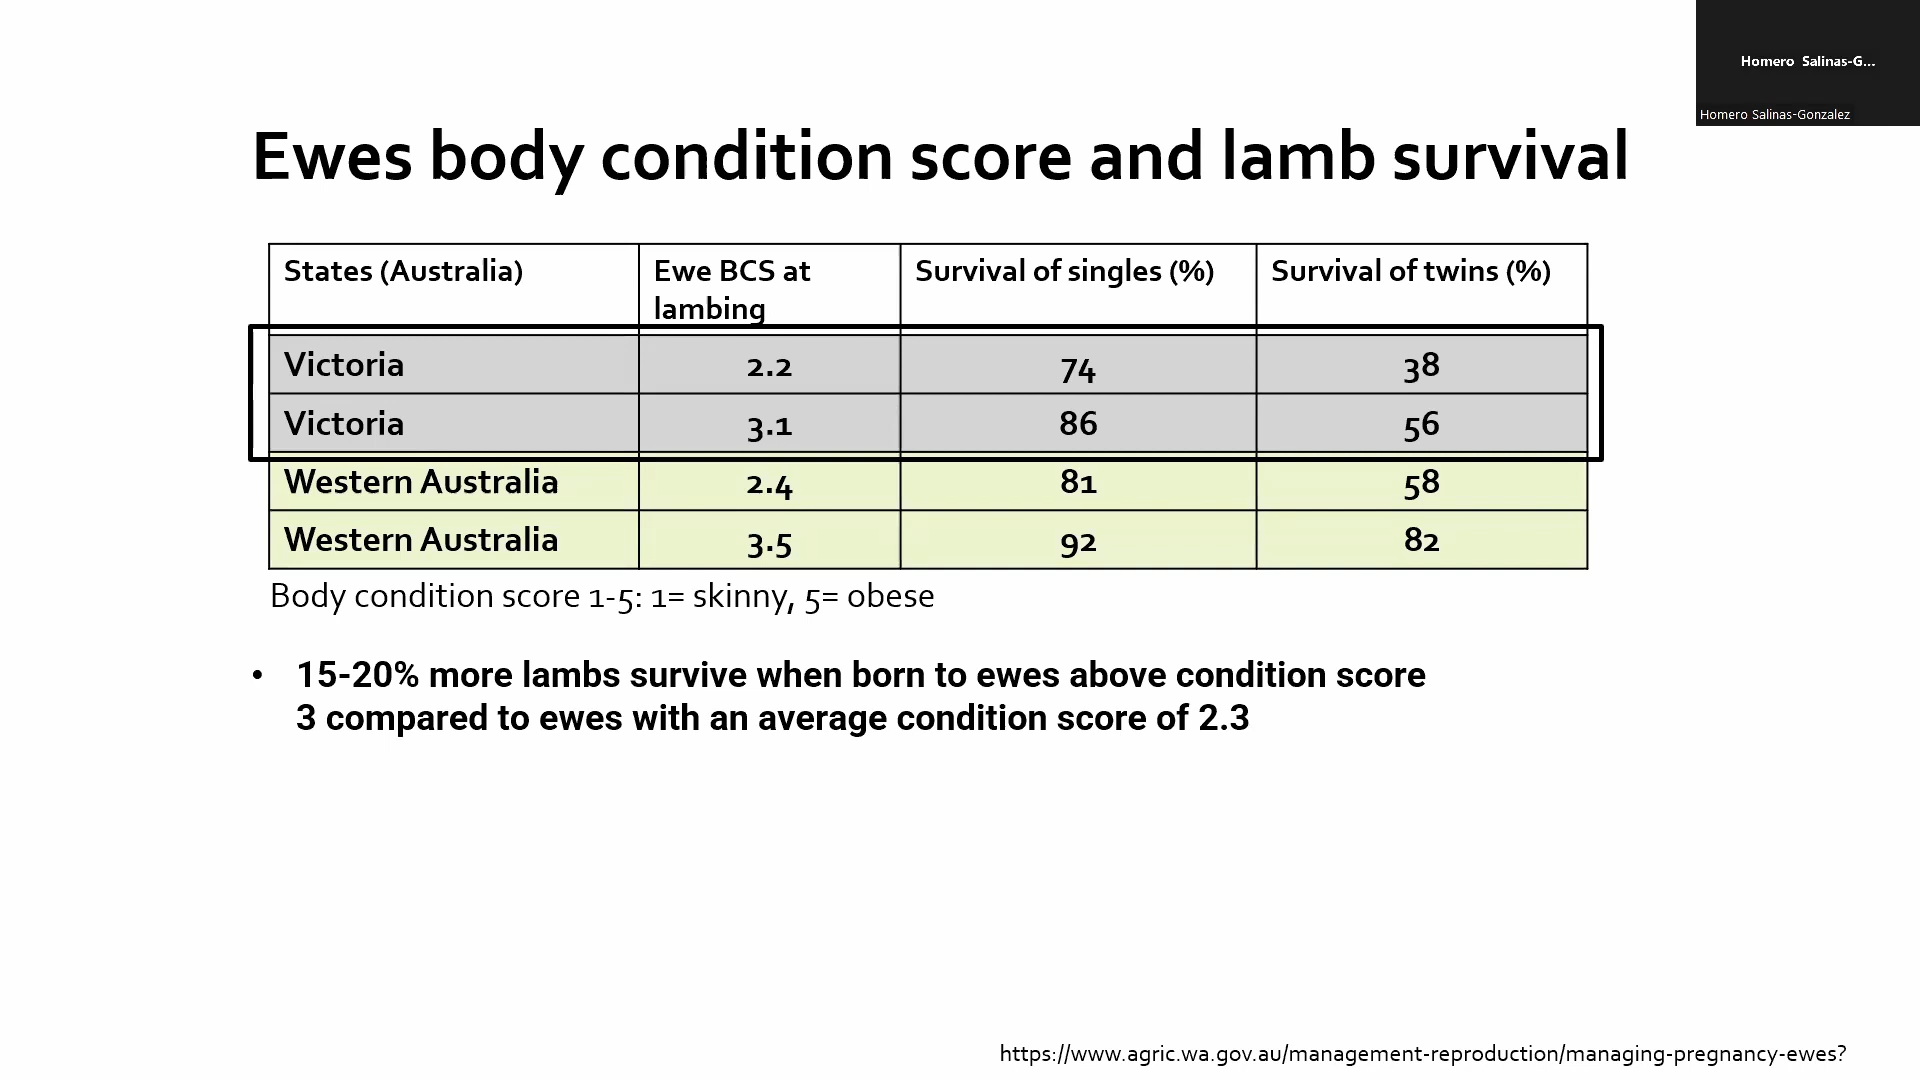 Homero Salinas-G...
Homero Salinas-Gonzalez
Ewes body condition score and lamb survival
States (Australia) Ewe BCS at lambing Survival of singles (%) Survival of twins (%)
Victoria 2.2 74 38
Victoria 3.1 86 56
Western Australia 2.4 81 58
Western Australia 3.5 92 82
Body condition score 1-5: 1= skinny, 5= obese
• 15-20% more lambs survive when born to ewes above condition score
3 compared to ewes with an average condition score of 2.3
https://www.agric.wa.gov.au/management-reproduction/managing-pregnancy-ewes?